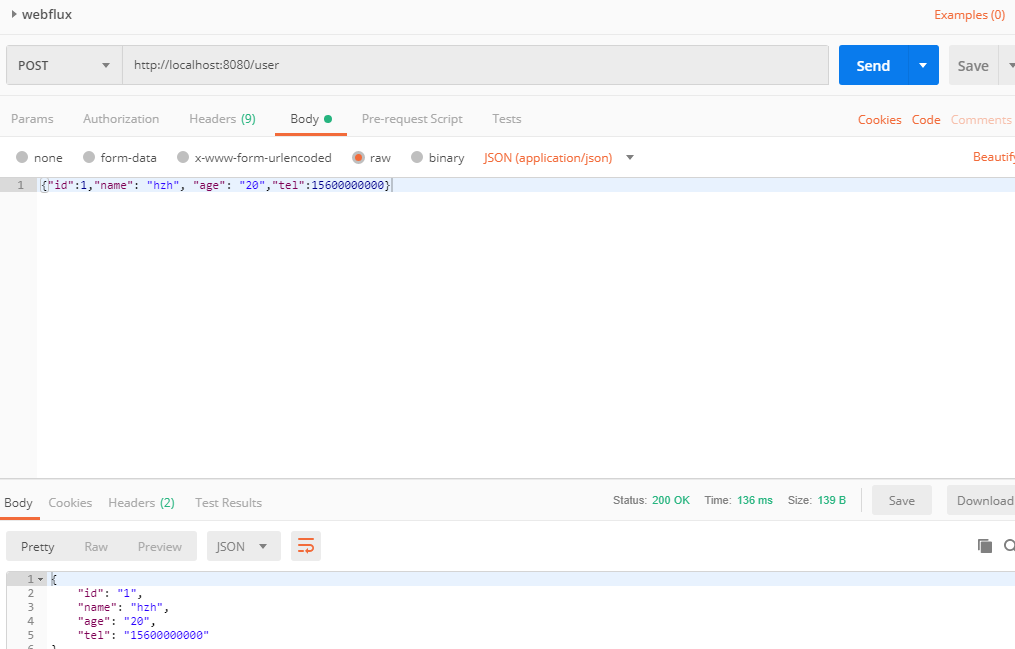 webflux Examples (0)
POST http://localhost:8080/user Send Save
Params Authorization Headers (9) Body Pre-request Script Tests Cookies Code Comments
none form-data x-www-form-urlencoded raw binary JSON (application/json) Beautify
1 {"id":1,"name": "hzh", "age": "20","tel":15600000000}
Body Cookies Headers (2) Test Results Status: 200 OK Time: 136 ms Size: 139 B Save Download
Pretty Raw Preview JSON
1 {
2 "id": "1",
3 "name": "hzh",
4 "age": "20",
5 "tel": "15600000000"
6 }